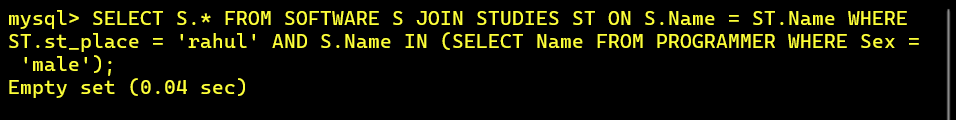 mysql> SELECT S.* FROM SOFTWARE S JOIN STUDIES ST ON S.Name = ST.Name WHERE
ST.st_place = 'rahul' AND S.Name IN (SELECT Name FROM PROGRAMMER WHERE Sex =
 'male');
Empty set (0.04 sec)